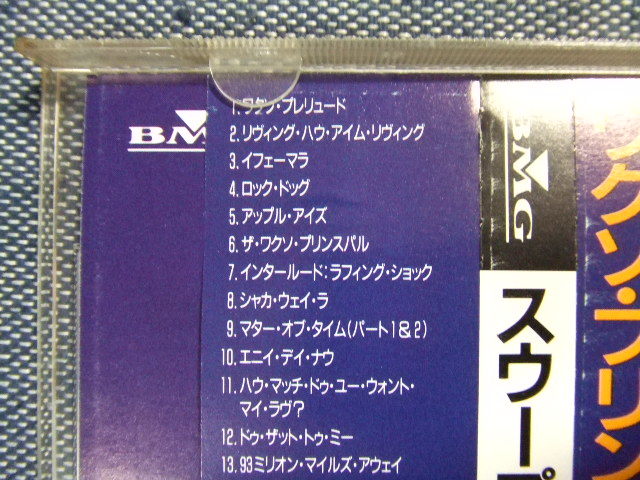 BMG
1. ワクソ・プレリュード
2. リヴィング・ハウ・アイム・リヴィング
3. イフェーマラ
4. ロック・ドッグ
5. アップル・アイズ
6. ザ・ワクソ・プリンスパル
7. インタールード:ラフィング・ショック
8. シャカ・ウェイ・ラ
9. マター・オブ・タイム(パート1&2)
10. エニイ・デイ・ナウ
11. ハウ・マッチ・ドゥ・ユー・ウォント・
マイ・ラヴ?
12. ドゥ・ザット・トゥ・ミー
13. 93ミリオン・マイルズ・アウェイ
BMG
スウープ
クソ・プリン